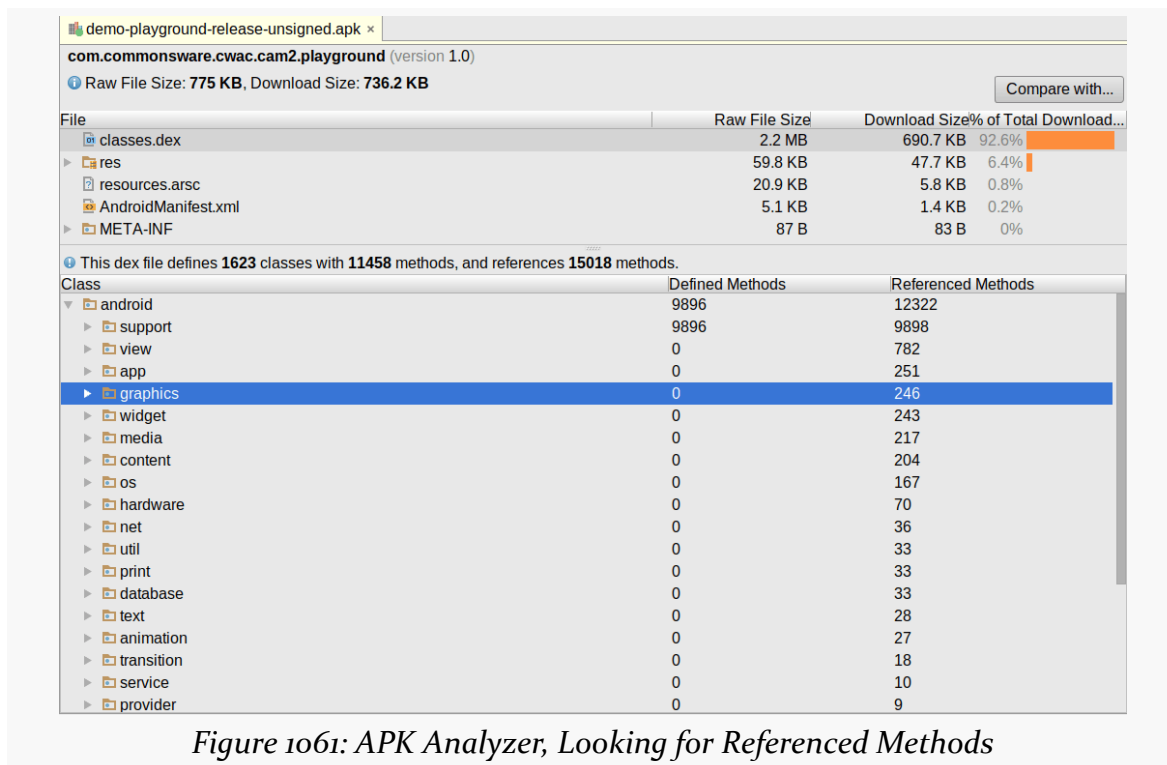 demo-playground-release-unsigned.apk ×
com.commonsware.cwac.cam2.playground (version 1.0)
Raw File Size: 775 KB, Download Size: 736.2 KB
Compare with...
File Raw File Size Download Size % of Total Download...
classes.dex 2.2 MB 690.7 KB 92.6%
res 59.8 KB 47.7 KB 6.4%
resources.arsc 20.9 KB 5.8 KB 0.8%
AndroidManifest.xml 5.1 KB 1.4 KB 0.2%
META-INF 87 B 83 B 0%
This dex file defines 1623 classes with 11458 methods, and references 15018 methods.
Class Defined Methods Referenced Methods
android 9896 12322
support 9896 9898
view 0 782
app 0 251
graphics 0 246
widget 0 243
media 0 217
content 0 204
os 0 167
hardware 0 70
net 0 36
util 0 33
print 0 33
database 0 33
text 0 28
animation 0 27
transition 0 18
service 0 10
provider 0 9
Figure 1061: APK Analyzer, Looking for Referenced Methods